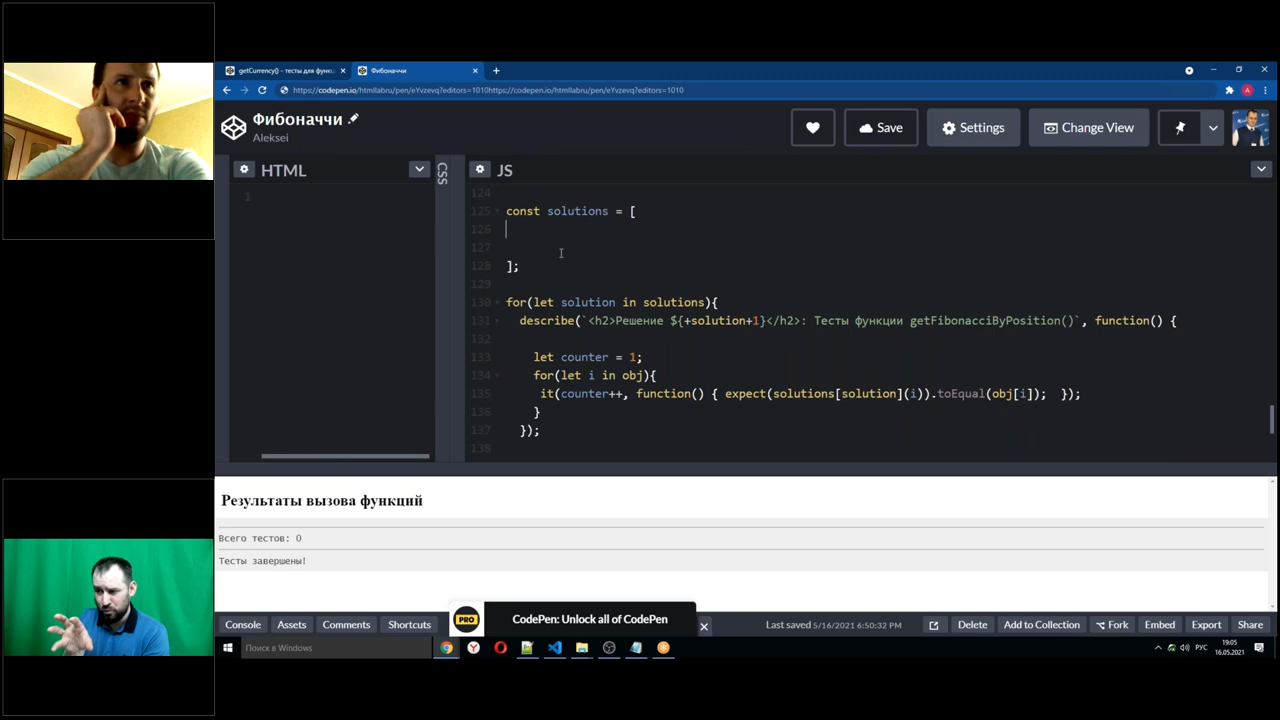 getCurrency() - тесты для функц
Фибоначчи
https://codepen.io/htmllabru/pen/eYvzevq?editors=1010https://codepen.io/htmllabru/pen/eYvzevq?editors=1010
Фибоначчи
Aleksei
Save
Settings
Change View
HTML
CSS
JS
1
124
125 const solutions = [
126
127
128 ];
129
130 for(let solution in solutions){
131 describe(`<h2>Решение ${+solution+1}</h2>: Тесты функции getFibonacciByPosition()`, function() {
132
133 let counter = 1;
134 for(let i in obj){
135 it(counter++, function() { expect(solutions[solution](i)).toEqual(obj[i]); });
136 }
137 });
138
Результаты вызова функций
Всего тестов: 0
Тесты завершены!
PRO
CodePen: Unlock all of CodePen
Console
Assets
Comments
Shortcuts
Last saved 5/16/2021 6:50:32 PM
Delete
Add to Collection
Fork
Embed
Export
Share
Поиск в Windows
РУС
19:05
16.05.2021